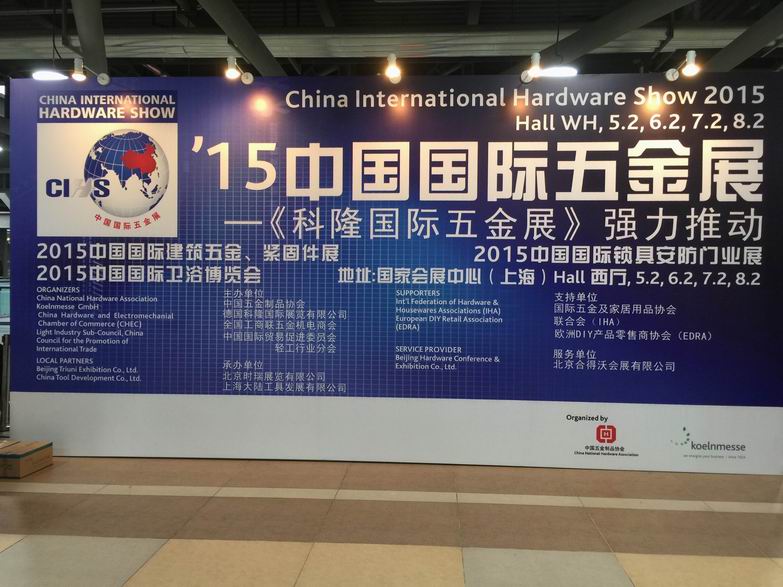 CHINA INTERNATIONAL
HARDWARE SHOW
CIHS
中国国际五金展
China International Hardware Show 2015
Hall WH, 5.2, 6.2, 7.2, 8.2
'15中国国际五金展
—《科隆国际五金展》强力推动
2015中国国际建筑五金、紧固件展
2015中国国际锁具安防门业展
2015中国国际卫浴博览会
地址:国家会展中心（上海）Hall 西厅, 5.2, 6.2, 7.2, 8.2
ORGANIZERS
China National Hardware Association
Koelnmesse GmbH
China Hardware and Electromechanial
Chamber of Commerce (CHEC)
Light Industry Sub-Council, China
Council for the Promotion of
International Trade
LOCAL PARTNERS
Beijing Triuni Exhibition Co., Ltd.
China Tool Development Co., Ltd.
主办单位
中国五金制品协会
德国科隆国际展览有限公司
全国工商联五金机电商会
中国国际贸易促进委员会
轻工行业分会
承办单位
北京时瑞展览有限公司
上海大陆工具发展有限公司
SUPPORTERS
Int'l Federation of Hardware &
Housewares Associations (IHA)
European DIY Retail Association
(EDRA)
SERVICE PROVIDER
Beijing Hardware Conference &
Exhibition Co., Ltd.
支持单位
国际五金及家居用品协会
联合会（IHA）
欧洲DIY产品零售商协会（EDRA）
服务单位
北京合得沃会展有限公司
Organized by
中国五金制品协会
China National Hardware Association
koelnmesse
we energize your business | since 1924